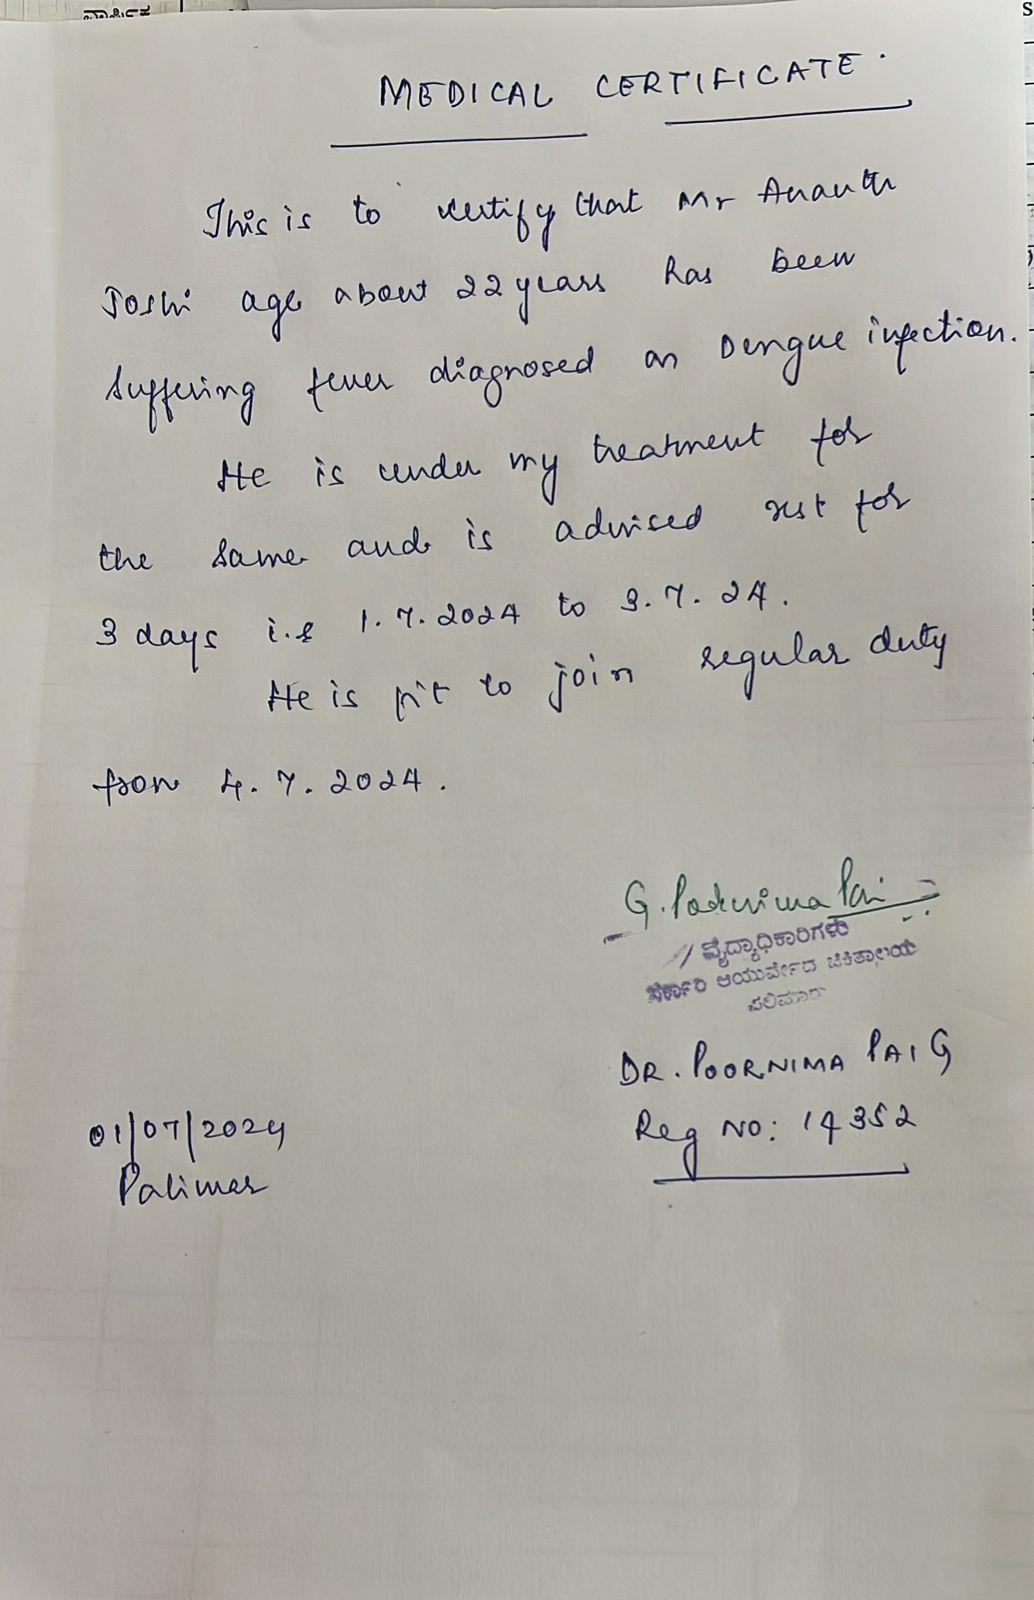 MEDICAL CERTIFICATE.
This is to certify that Mr Ananth
Joshi age about 22 years has been
suffering fever diagnosed as Dengue infection.
He is under my treatment for
the same and is advised rest for
3 days i.e 1.7.2024 to 3.7.24.
He is fit to join regular duty
from 4.7.2024.
G. Poornima Pai
ವೈದ್ಯಾಧಿಕಾರಿಗಳು
ಸರ್ಕಾರಿ ಆಯುರ್ವೇದ ಚಿಕಿತ್ಸಾಲಯ
ಪಲಿಮಾರು
DR. POORNIMA PAI G
Reg NO: 14352
01/07/2024
Palimar